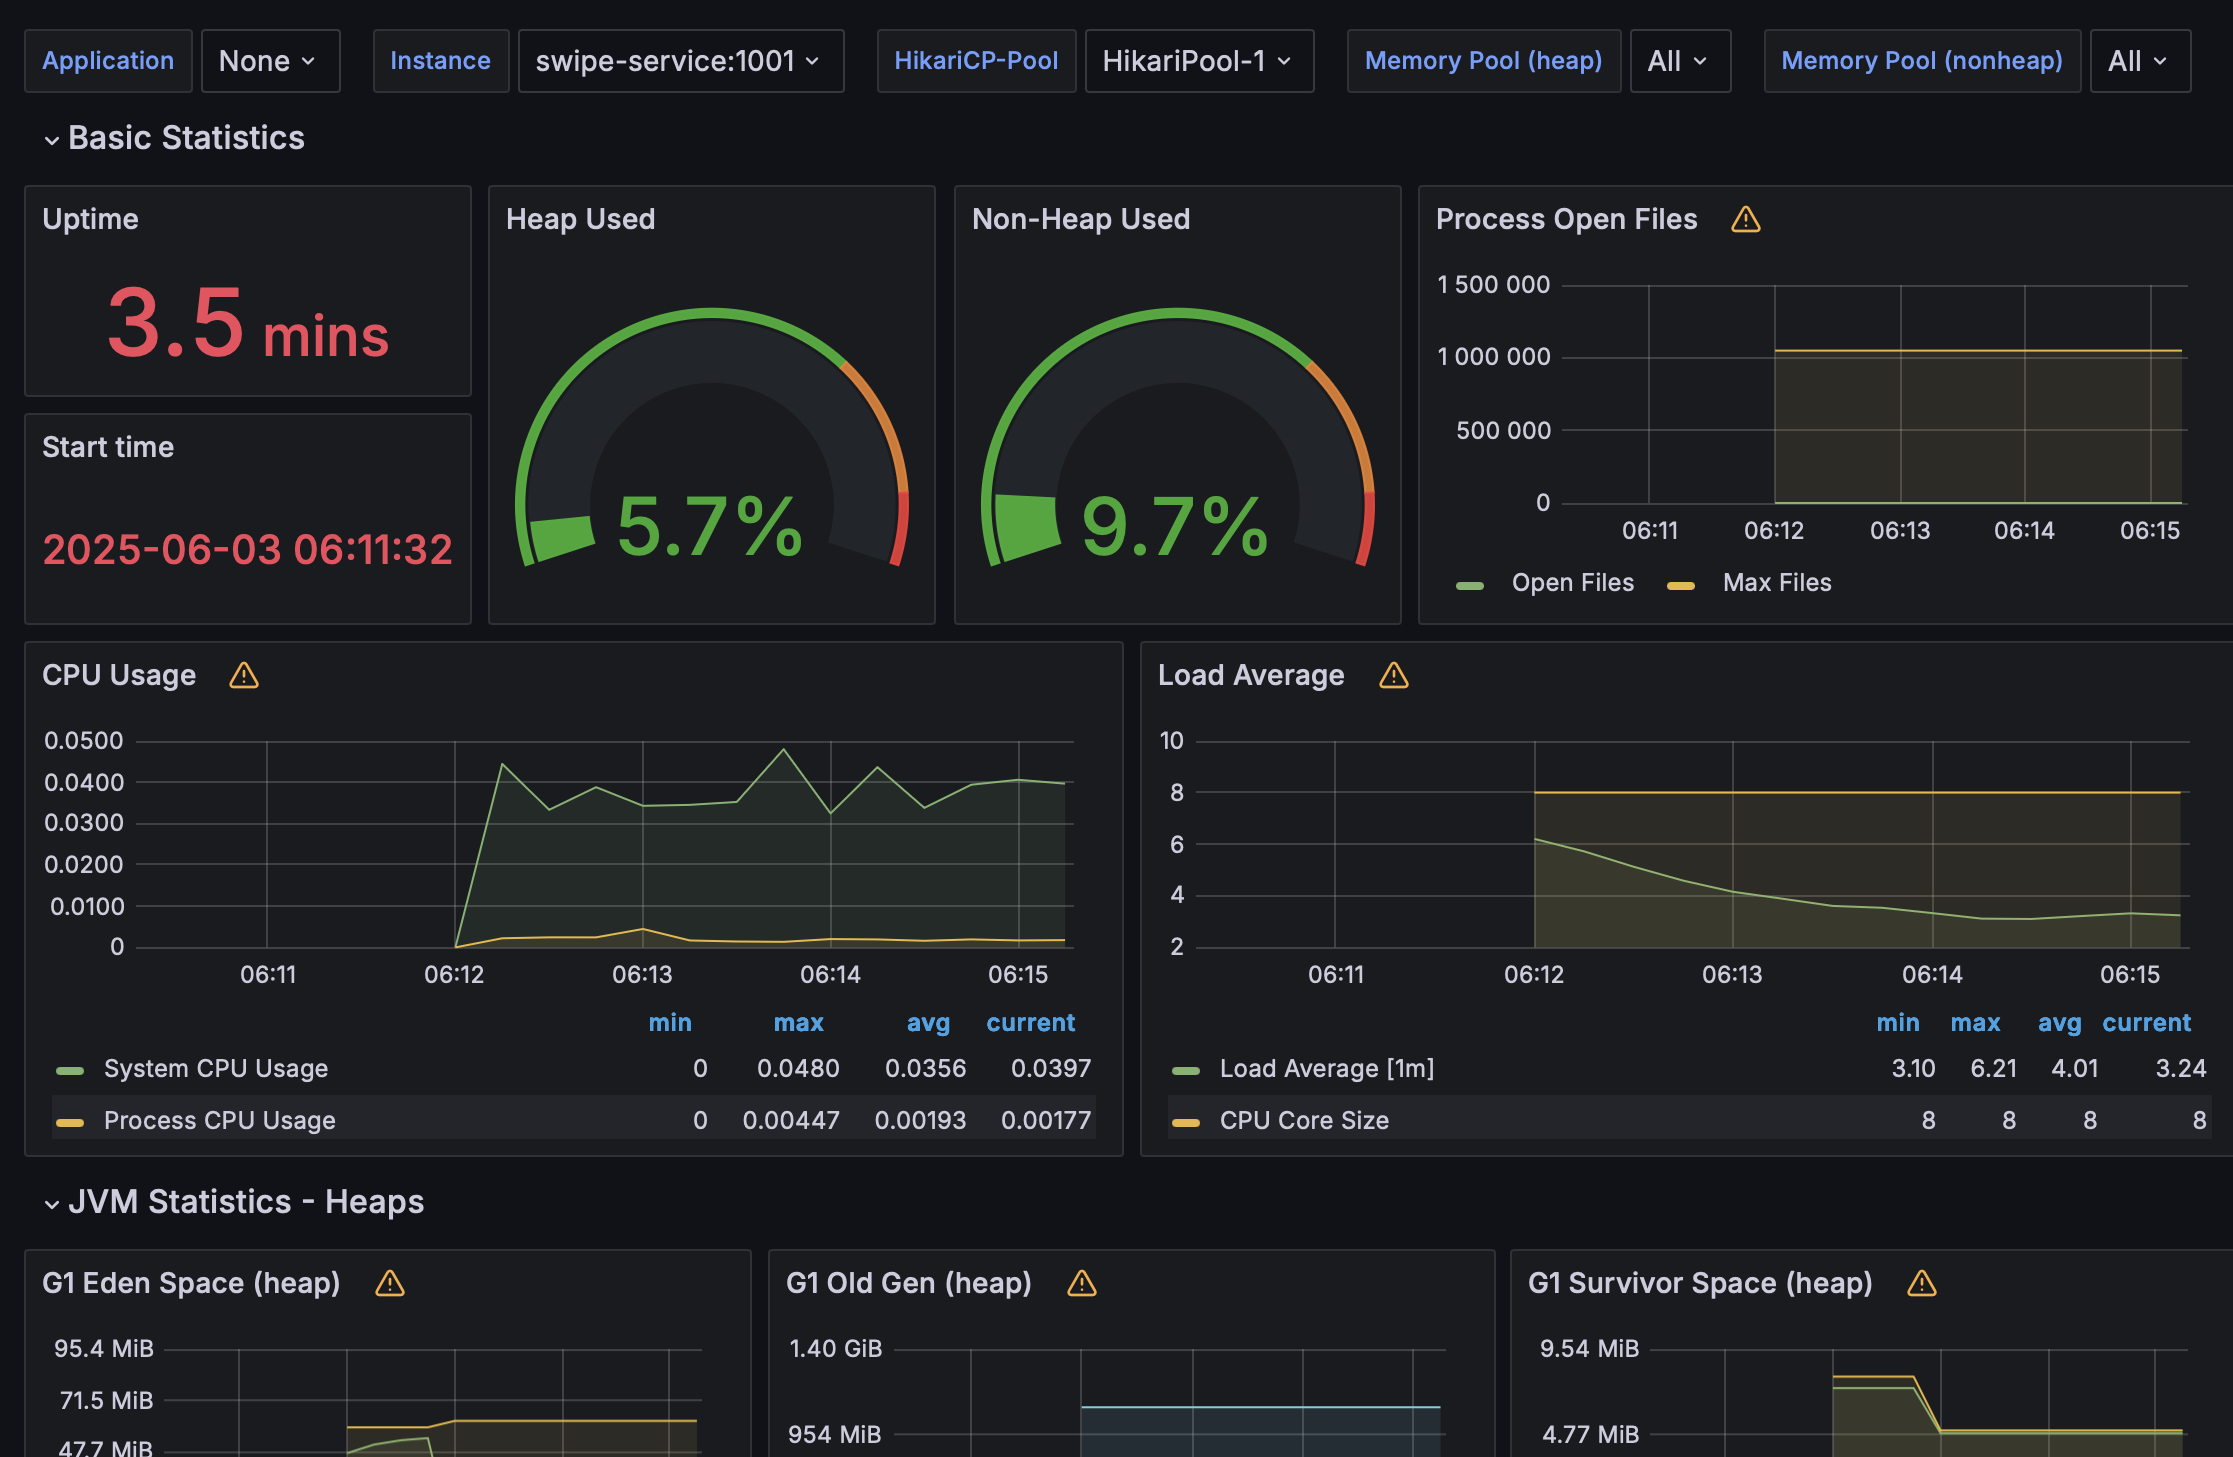 Application None Instance swipe-service:1001 HikariCP-Pool HikariPool-1 Memory Pool (heap) All Memory Pool (nonheap) All
Basic Statistics
Uptime
3.5 mins
Start time
2025-06-03 06:11:32
Heap Used
5.7%
Non-Heap Used
9.7%
Process Open Files
1 500 000
1 000 000
500 000
0
06:11 06:12 06:13 06:14 06:15
Open Files Max Files
CPU Usage
0.0500
0.0400
0.0300
0.0200
0.0100
0
06:11 06:12 06:13 06:14 06:15
min max avg current
System CPU Usage 0 0.0480 0.0356 0.0397
Process CPU Usage 0 0.00447 0.00193 0.00177
Load Average
10
8
6
4
2
06:11 06:12 06:13 06:14 06:15
min max avg current
Load Average [1m] 3.10 6.21 4.01 3.24
CPU Core Size 8 8 8 8
JVM Statistics - Heaps
G1 Eden Space (heap)
95.4 MiB
71.5 MiB
47.7 MiB
G1 Old Gen (heap)
1.40 GiB
954 MiB
G1 Survivor Space (heap)
9.54 MiB
4.77 MiB